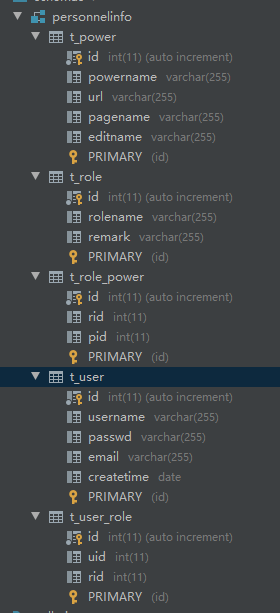 personnelinfo
t_power
id int(11) (auto increment)
powername varchar(255)
url varchar(255)
pagename varchar(255)
editname varchar(255)
PRIMARY (id)
t_role
id int(11) (auto increment)
rolename varchar(255)
remark varchar(255)
PRIMARY (id)
t_role_power
id int(11) (auto increment)
rid int(11)
pid int(11)
PRIMARY (id)
t_user
id int(11) (auto increment)
username varchar(255)
passwd varchar(255)
email varchar(255)
createtime date
PRIMARY (id)
t_user_role
id int(11) (auto increment)
uid int(11)
rid int(11)
PRIMARY (id)